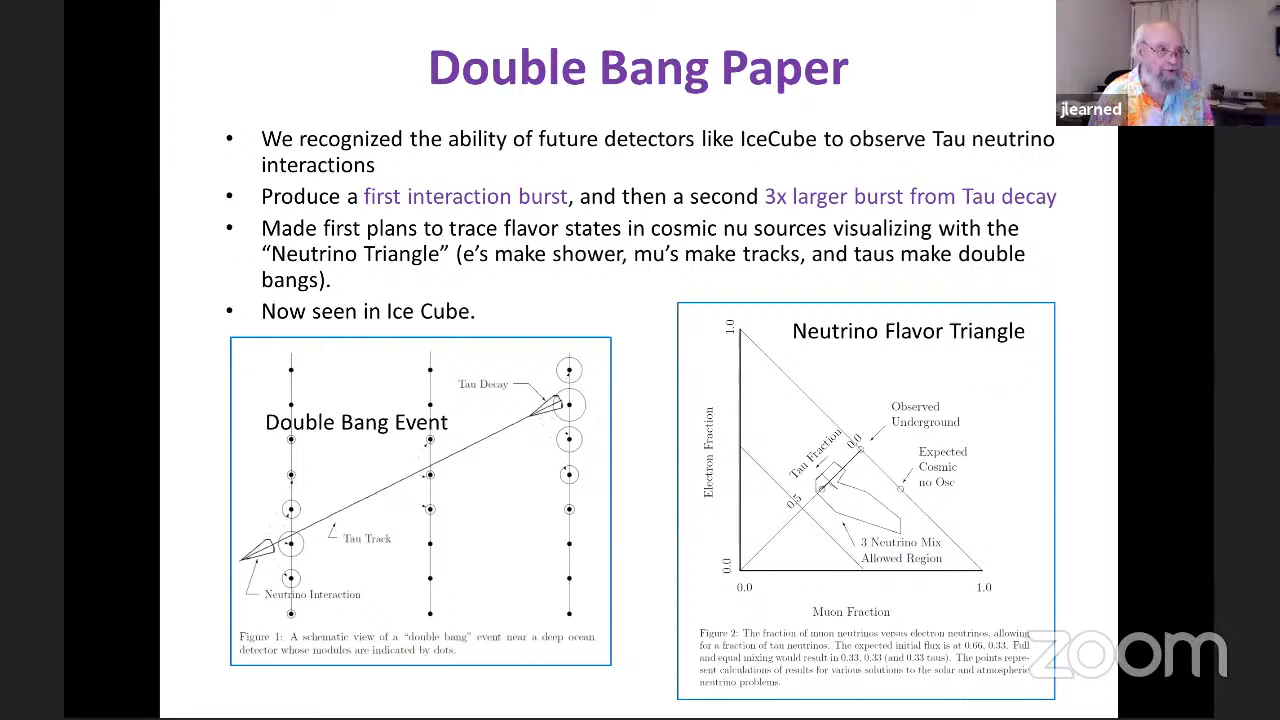 Double Bang Paper
jlearned
• We recognized the ability of future detectors like IceCube to observe Tau neutrino
interactions
• Produce a first interaction burst, and then a second 3x larger burst from Tau decay
• Made first plans to trace flavor states in cosmic nu sources visualizing with the
“Neutrino Triangle” (e’s make shower, mu’s make tracks, and taus make double
bangs).
• Now seen in Ice Cube.
Tau Decay
Double Bang Event
Tau Track
Neutrino Interaction
Figure 1: A schematic view of a “double bang” event near a deep ocean
detector whose modules are indicated by dots.
Neutrino Flavor Triangle
1.0
Electron Fraction
0.0
Tau Fraction
0.0
0.5
Observed
Underground
Expected
Cosmic
no Osc
3 Neutrino Mix
Allowed Region
0.0
1.0
Muon Fraction
Figure 2: The fraction of muon neutrinos versus electron neutrinos, allowing
for a fraction of tau neutrinos. The expected initial flux is at 0.66, 0.33. Full
and equal mixing would result in 0.33, 0.33 (and 0.33 taus). The points repre-
sent calculations of results for various solutions to the solar and atmospheric
neutrino problems.
zoom